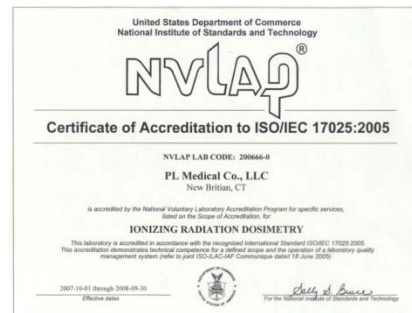 United States Department of Commerce
National Institute of Standards and Technology
NVLAP®
Certificate of Accreditation to ISO/IEC 17025:2005
NVLAP LAB CODE: 200666-0
PL Medical Co., LLC
New Britian, CT
is accredited by the National Voluntary Laboratory Accreditation Program for specific services,
listed on the Scope of Accreditation, for:
IONIZING RADIATION DOSIMETRY
This laboratory is accredited in accordance with the recognized International Standard ISO/IEC 17025:2005.
This accreditation demonstrates technical competence for a defined scope and the operation of a laboratory quality
management system (refer to joint ISO-ILAC-IAF Communique dated 18 June 2005).
2007-10-01 through 2008-09-30
Effective dates
Sally S. Bruce
For the National Institute of Standards and Technology